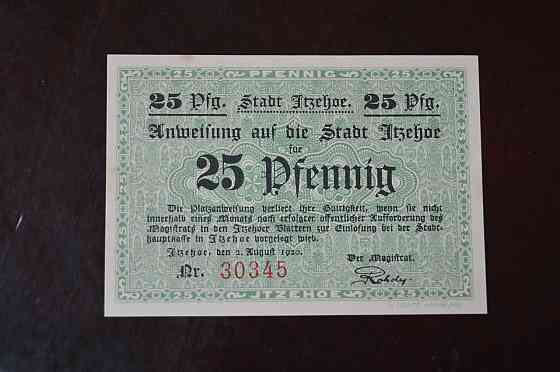 25 PFENNIG 25
25 Pfg. Stadt Itzehoe. 25 Pfg.
Anweisung auf die Stadt Itzehoe
für
25 Pfennig
Die Platzanweisung verliert ihre Gültigkeit, wenn sie nicht
innerhalb eines Monats nach erfolgter öffentlicher Aufforderung des
Magistrats in den Itzehoer Blättern zur Einlösung bei der Stadt-
hauptkasse in Itzehoe vorgelegt wird.
Itzehoe, den 2. August 1920.
Der Magistrat.
Nr. 30345
Rohde
25 ITZEHOE 25